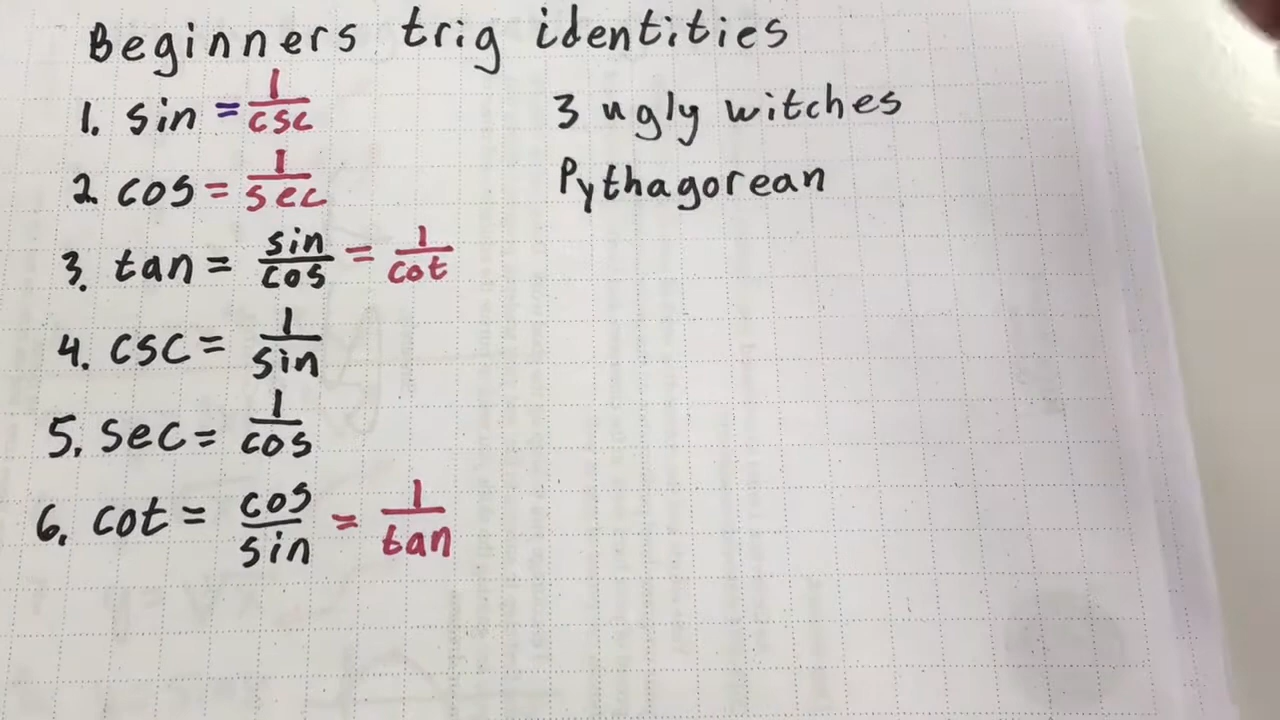 Beginners trig identities
1. sin = 1/csc
2. cos = 1/sec
3. tan = sin/cos = 1/cot
4. csc = 1/sin
5. sec = 1/cos
6. cot = cos/sin = 1/tan
3 ugly witches
Pythagorean